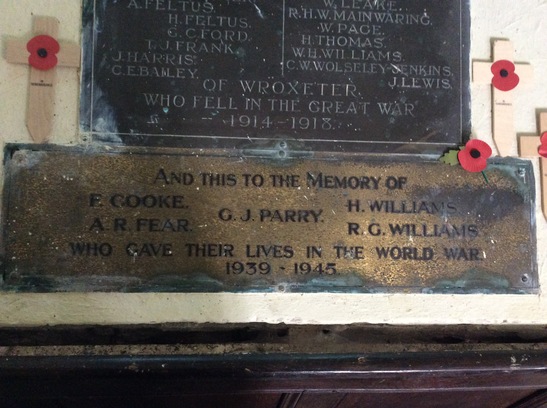 A. FELTUS.
H. FELTUS.
C. C. FORD.
T. J. FRANK.
J. HARRIS.
C. E. BAILEY.
W. LEAKE.
R. H. W. MAINWARING.
W. PAGE.
H. THOMAS.
W. H. WILLIAMS.
C. W. WOLSELEY-JENKINS.
J. LEWIS.
OF WROXETER,
WHO FELL IN THE GREAT WAR
1914-1918.
AND THIS TO THE MEMORY OF
F. COOKE.
A. R. FEAR.
G. J. PARRY.
H. WILLIAMS.
R. G. WILLIAMS.
WHO GAVE THEIR LIVES IN THE WORLD WAR.
1939 - 1945.